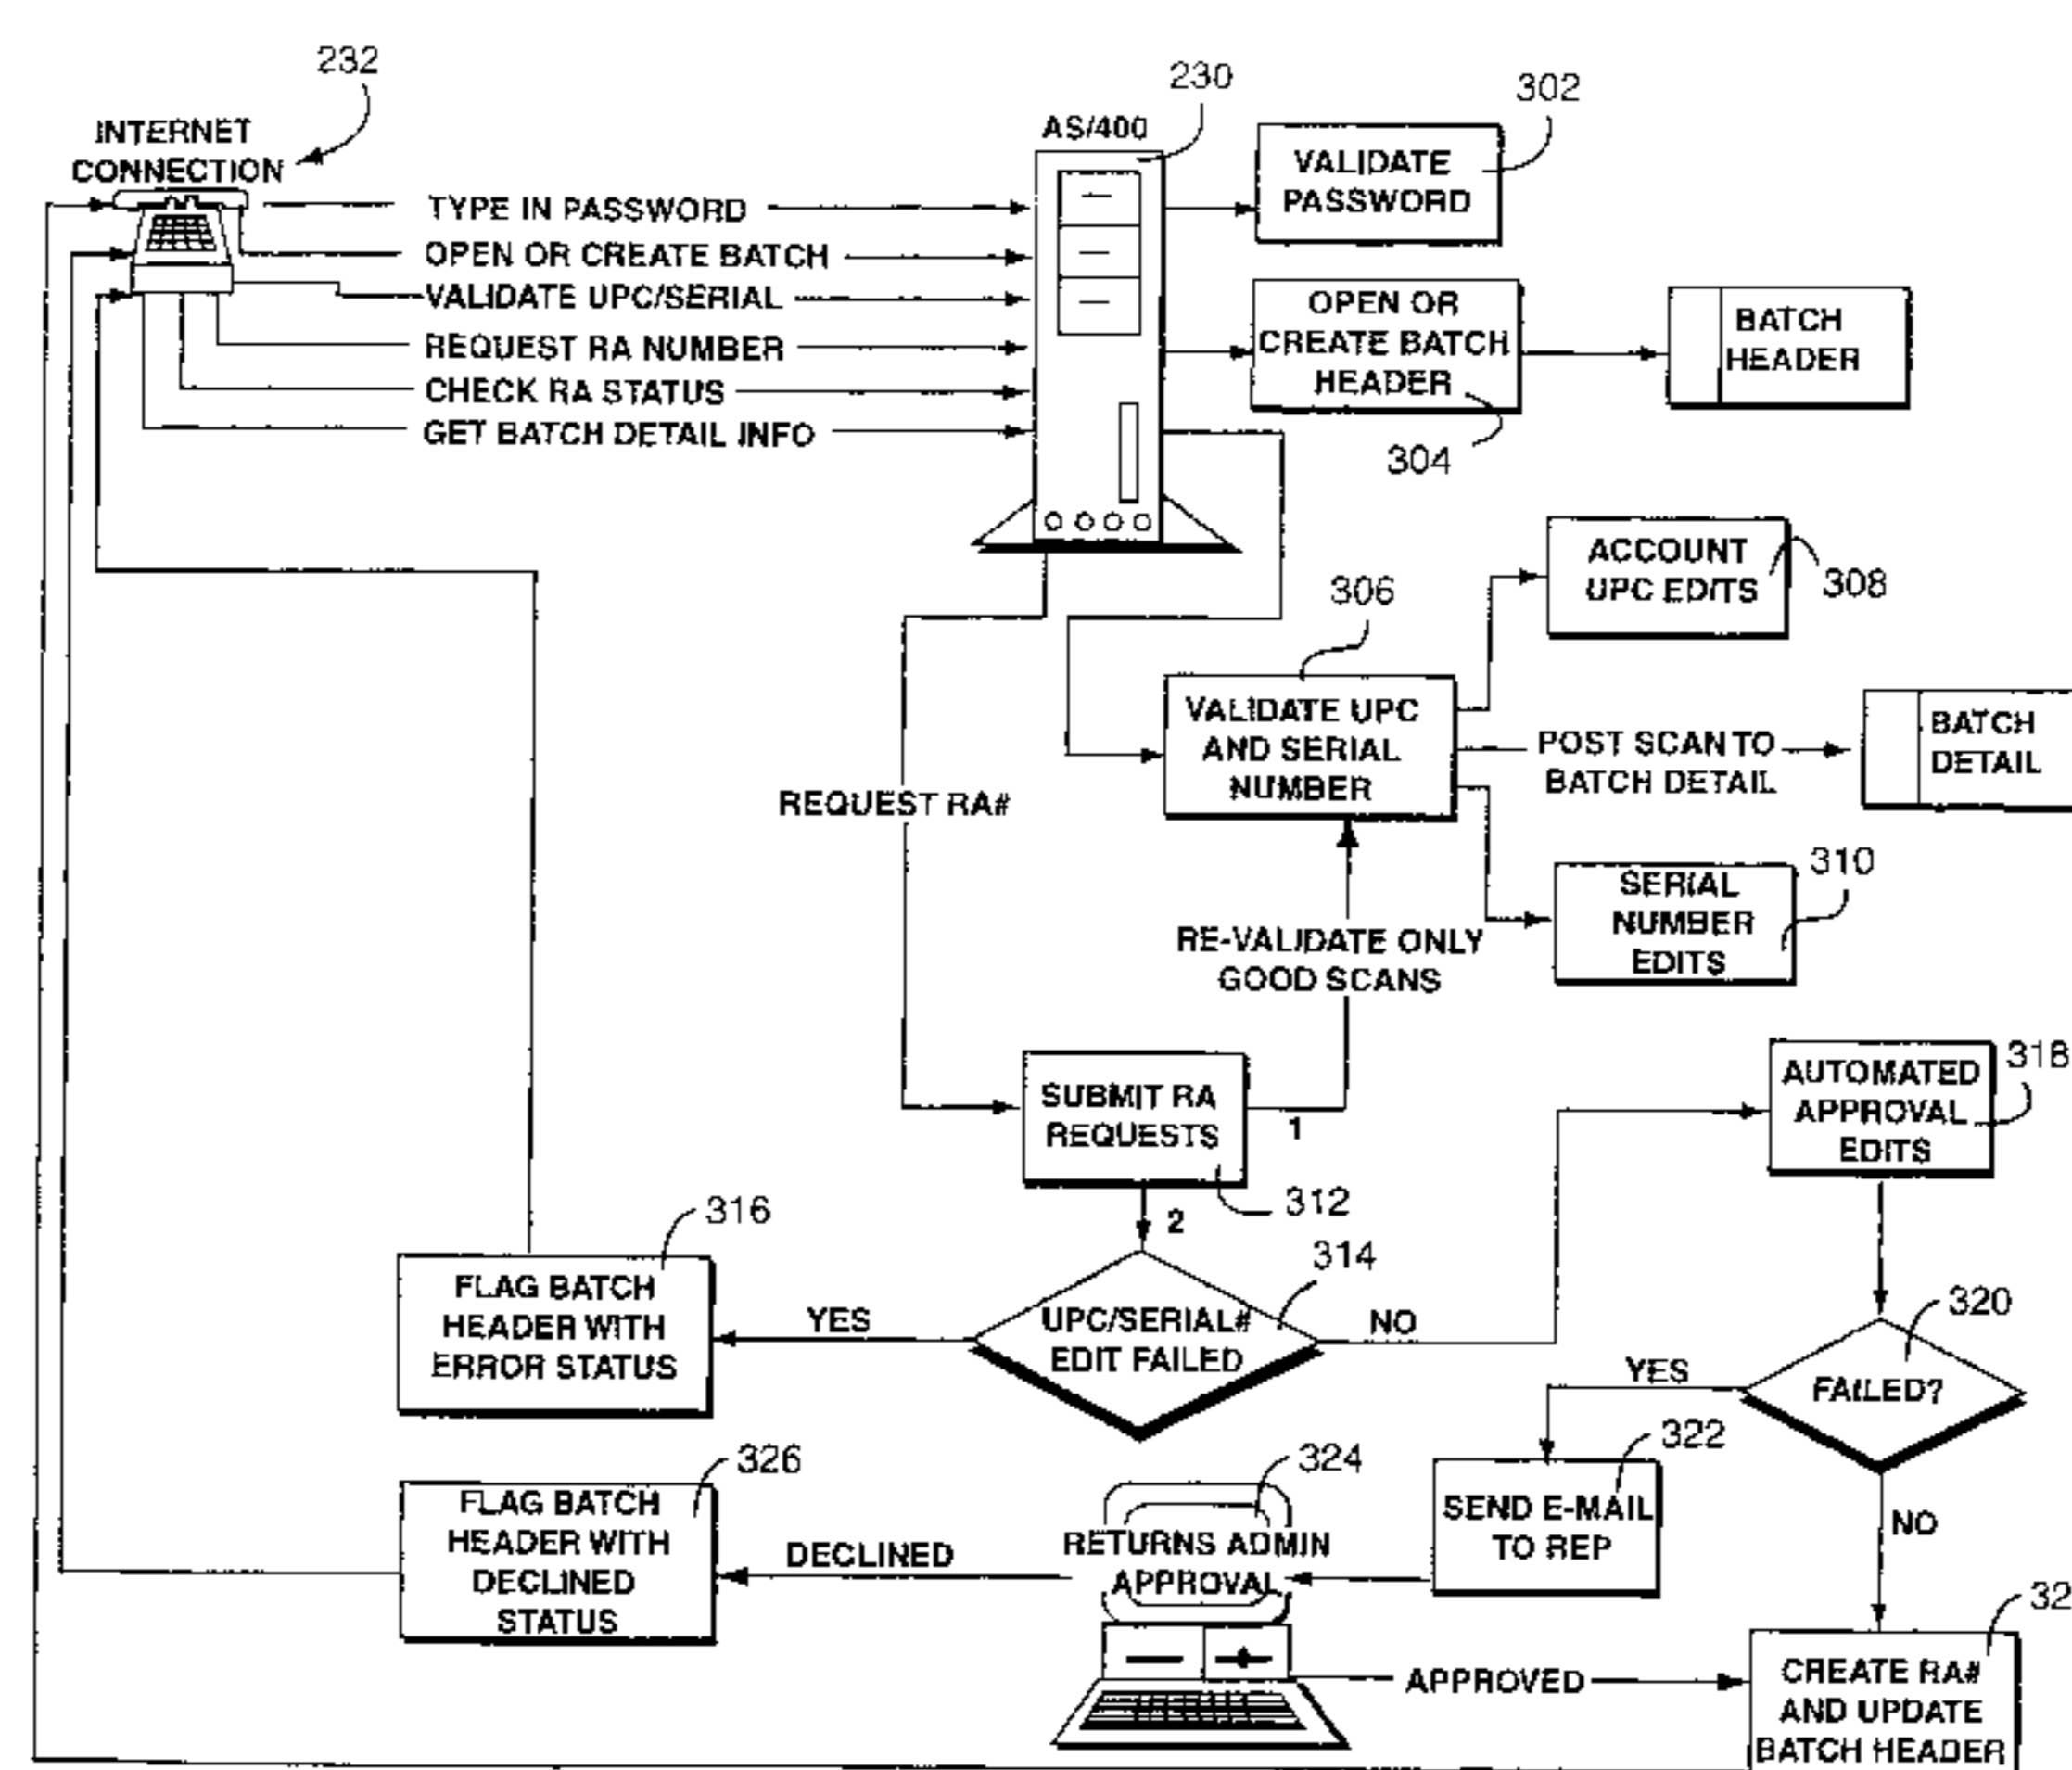 232
INTERNET
CONNECTION
230
AS/400
302
VALIDATE
PASSWORD
TYPE IN PASSWORD
OPEN OR CREATE BATCH
VALIDATE UPC/SERIAL
REQUEST RA NUMBER
CHECK RA STATUS
GET BATCH DETAIL INFO
OPEN OR
CREATE BATCH
HEADER
304
BATCH
HEADER
306
ACCOUNT
UPC EDITS
308
VALIDATE UPC
AND SERIAL
NUMBER
POST SCAN TO
BATCH DETAIL
BATCH
DETAIL
REQUEST RA#
SERIAL
NUMBER
EDITS
310
RE-VALIDATE ONLY
GOOD SCANS
SUBMIT RA
REQUESTS
1
312
2
AUTOMATED
APPROVAL
EDITS
318
316
FLAG BATCH
HEADER WITH
ERROR STATUS
YES
314
UPC/SERIAL#
EDIT FAILED
NO
320
FAILED?
YES
NO
322
SEND E-MAIL
TO REP
324
RETURNS ADMIN
APPROVAL
DECLINED
326
FLAG BATCH
HEADER WITH
DECLINED
STATUS
APPROVED
32
CREATE RA#
AND UPDATE
BATCH HEADER